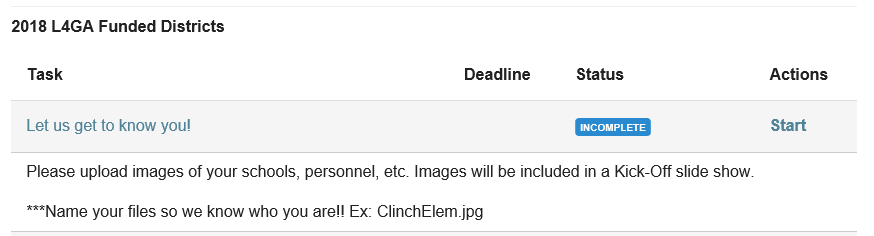 2018 L4GA Funded Districts
Task Deadline Status Actions
Let us get to know you! INCOMPLETE Start
Please upload images of your schools, personnel, etc. Images will be included in a Kick-Off slide show.
***Name your files so we know who you are!! Ex: ClinchElem.jpg